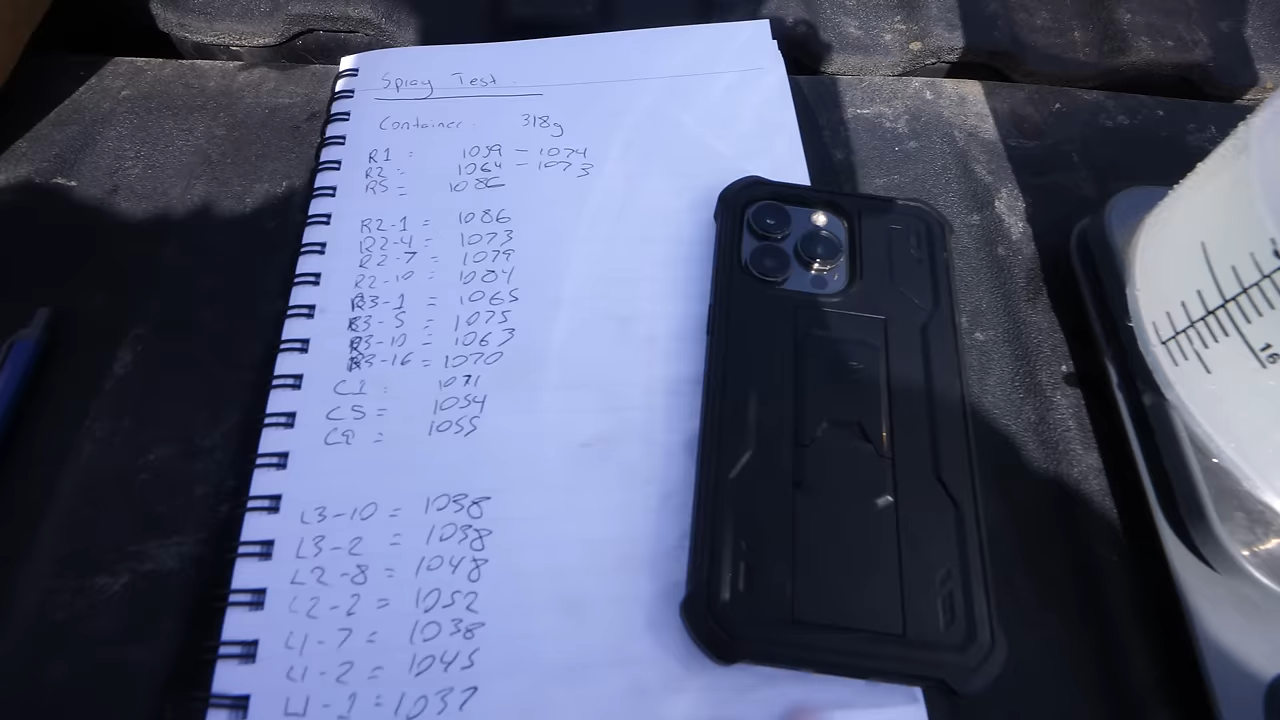 Spray Test
Container: 318g
R1 = 1059 - 1074
R2 = 1064 - 1073
R5 = 1086
R2-1 = 1086
R2-4 = 1073
R2-7 = 1079
R2-10 = 1084
R3-1 = 1065
R3-5 = 1075
R3-10 = 1063
R3-16 = 1070
C1 = 1071
C5 = 1054
C9 = 1055
L3-10 = 1038
L3-2 = 1038
L2-8 = 1048
L2-2 = 1052
L1-7 = 1038
L1-2 = 1045
L1-1 = 1037
16